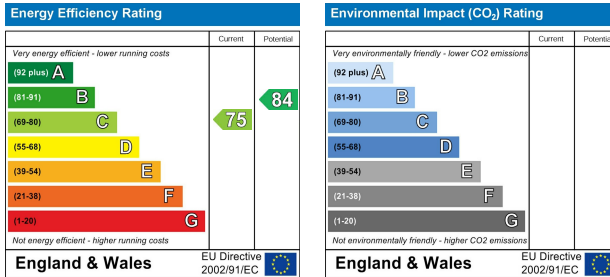 Energy Efficiency Rating
Current Potential
Very energy efficient - lower running costs
(92 plus) A
(81-91) B
84
(69-80) C
75
(55-68) D
(39-54) E
(21-38) F
(1-20) G
Not energy efficient - higher running costs
England & Wales
EU Directive
2002/91/EC
Environmental Impact (CO₂) Rating
Current Potential
Very environmentally friendly - lower CO2 emissions
(92 plus) A
(81-91) B
(69-80) C
(55-68) D
(39-54) E
(21-38) F
(1-20) G
Not environmentally friendly - higher CO2 emissions
England & Wales
EU Directive
2002/91/EC